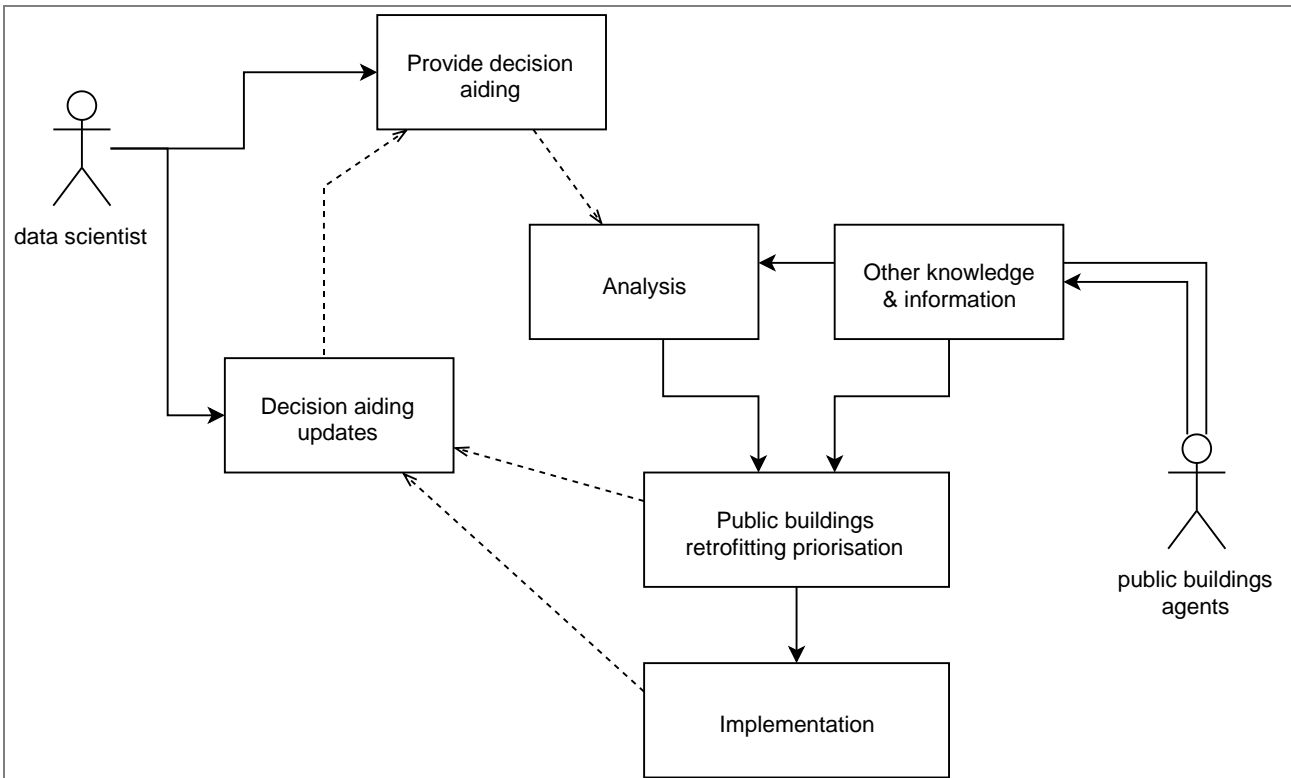 Provide decision
aiding
data scientist
Analysis
Other knowledge
& information
Decision aiding
updates
Public buildings
retrofitting priorisation
public buildings
agents
Implementation